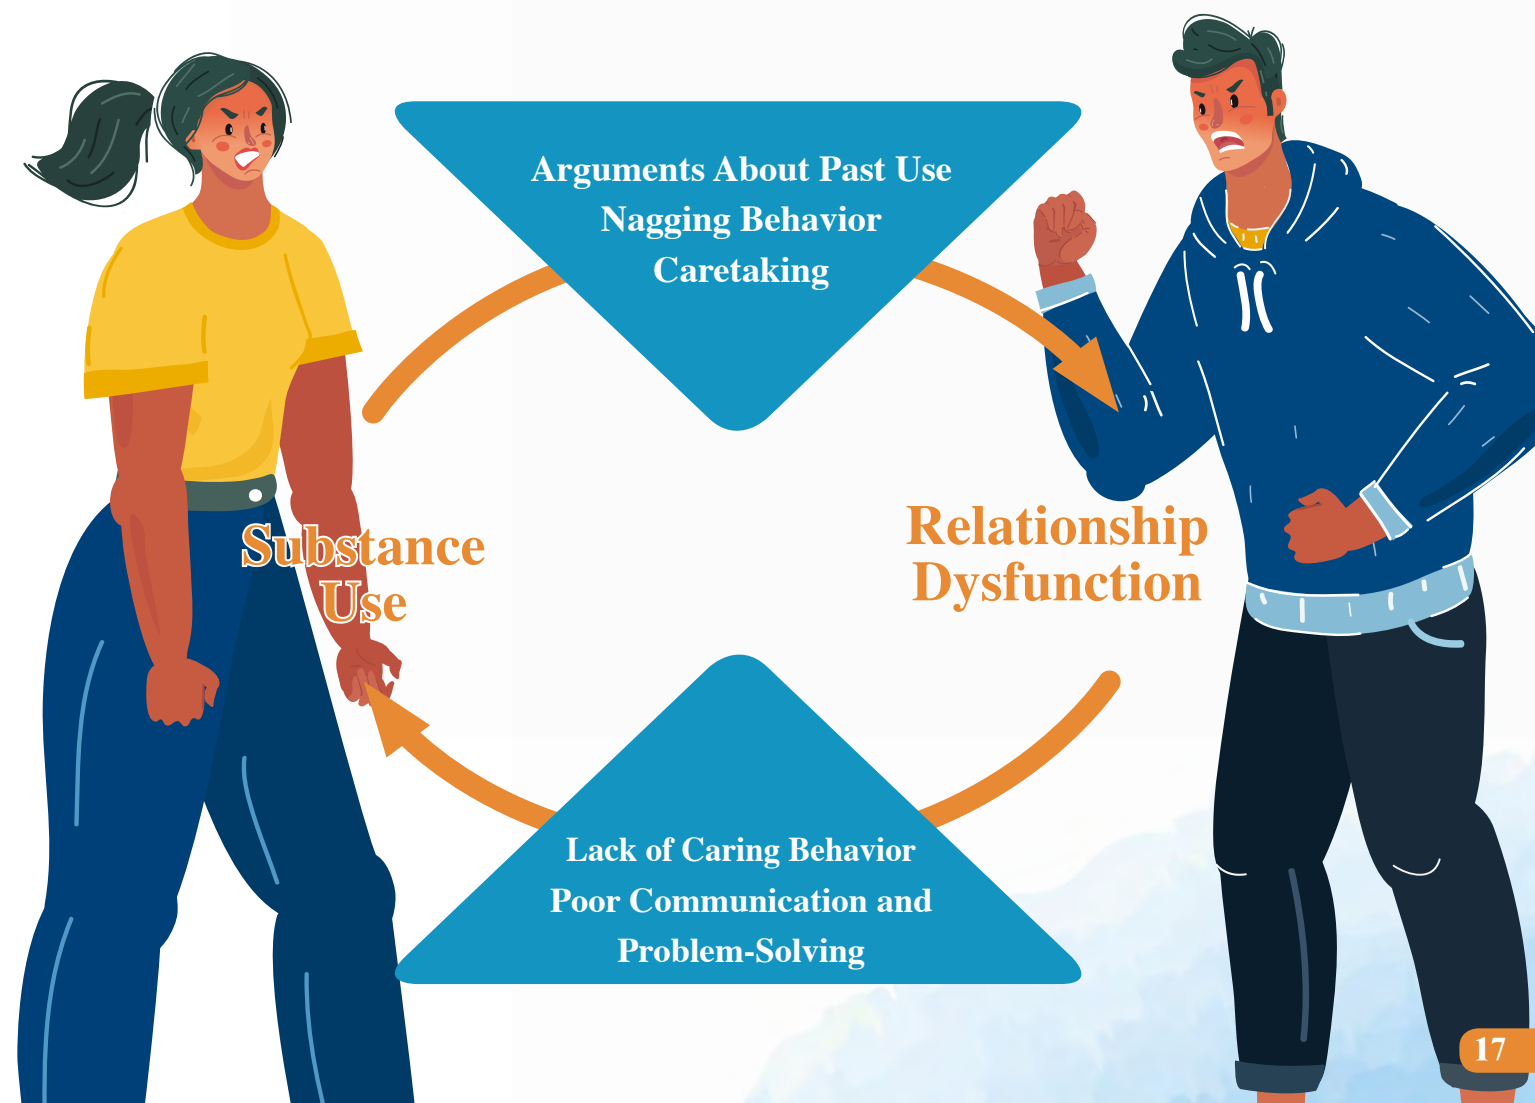 Arguments About Past Use
Nagging Behavior
Caretaking
Substance
Use
Relationship
Dysfunction
Lack of Caring Behavior
Poor Communication and
Problem-Solving
17